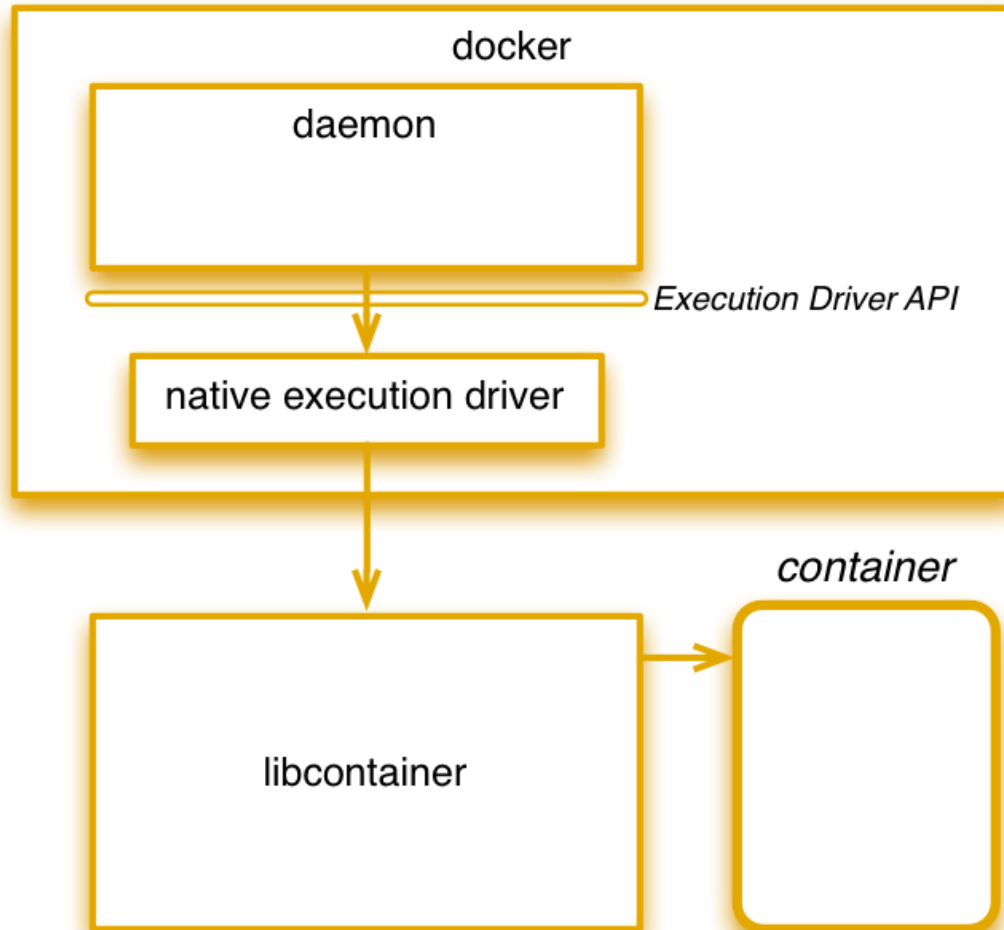 docker
daemon
Execution Driver API
native execution driver
container
libcontainer